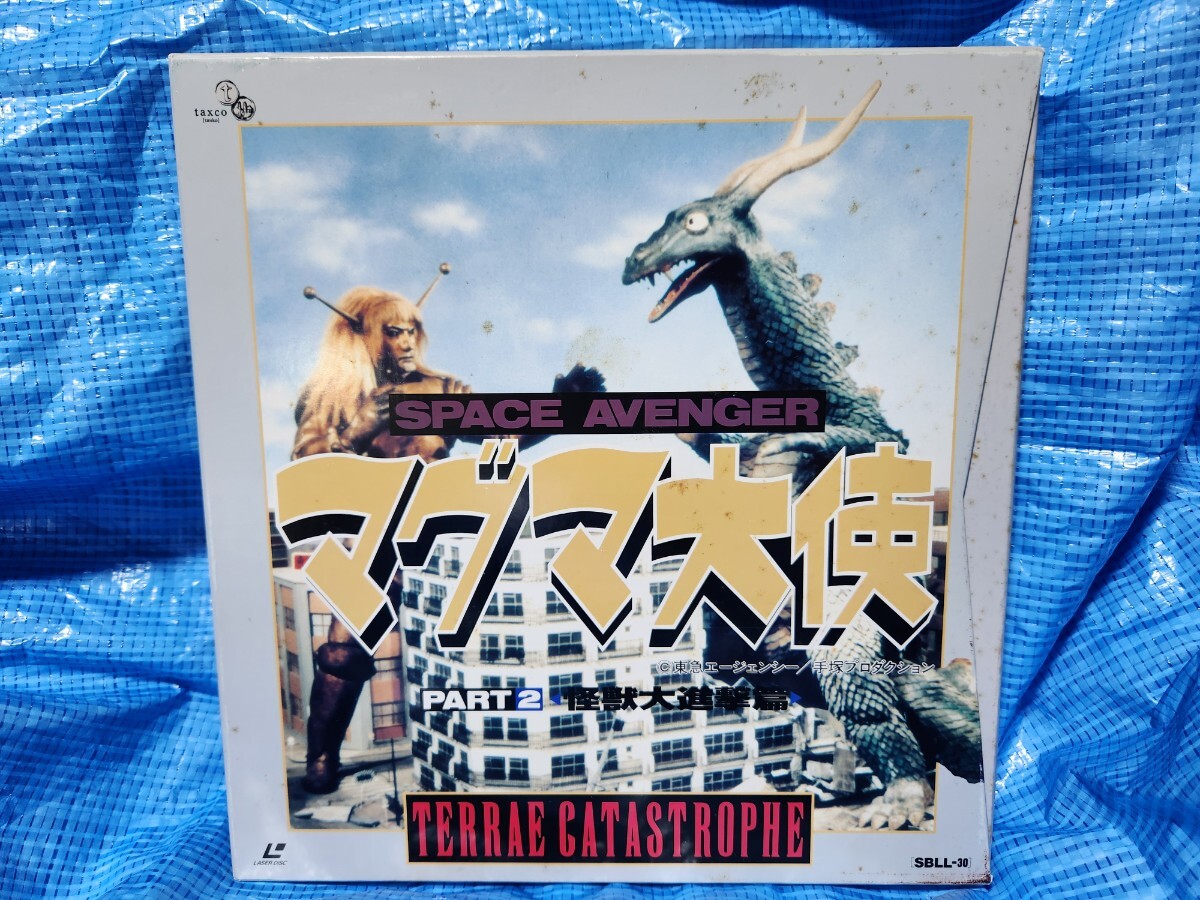 taxco
SPACE AVENGER
マグマ大使
©東急エージェンシー/手塚プロダクション
PART 2 怪獣大進撃篇
TERRAE CATASTROPHE
LASER DISC
SBLL-30